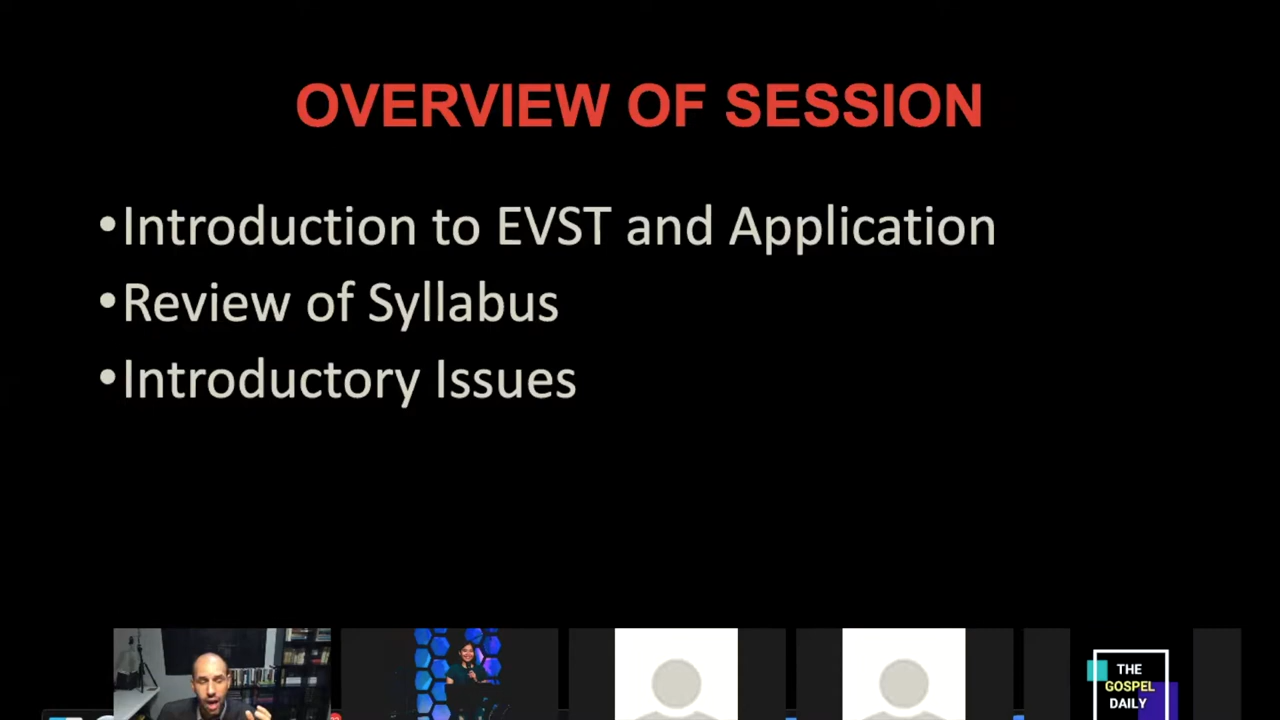 OVERVIEW OF SESSION
•Introduction to EVST and Application
•Review of Syllabus
•Introductory Issues
THE
GOSPEL
DAILY